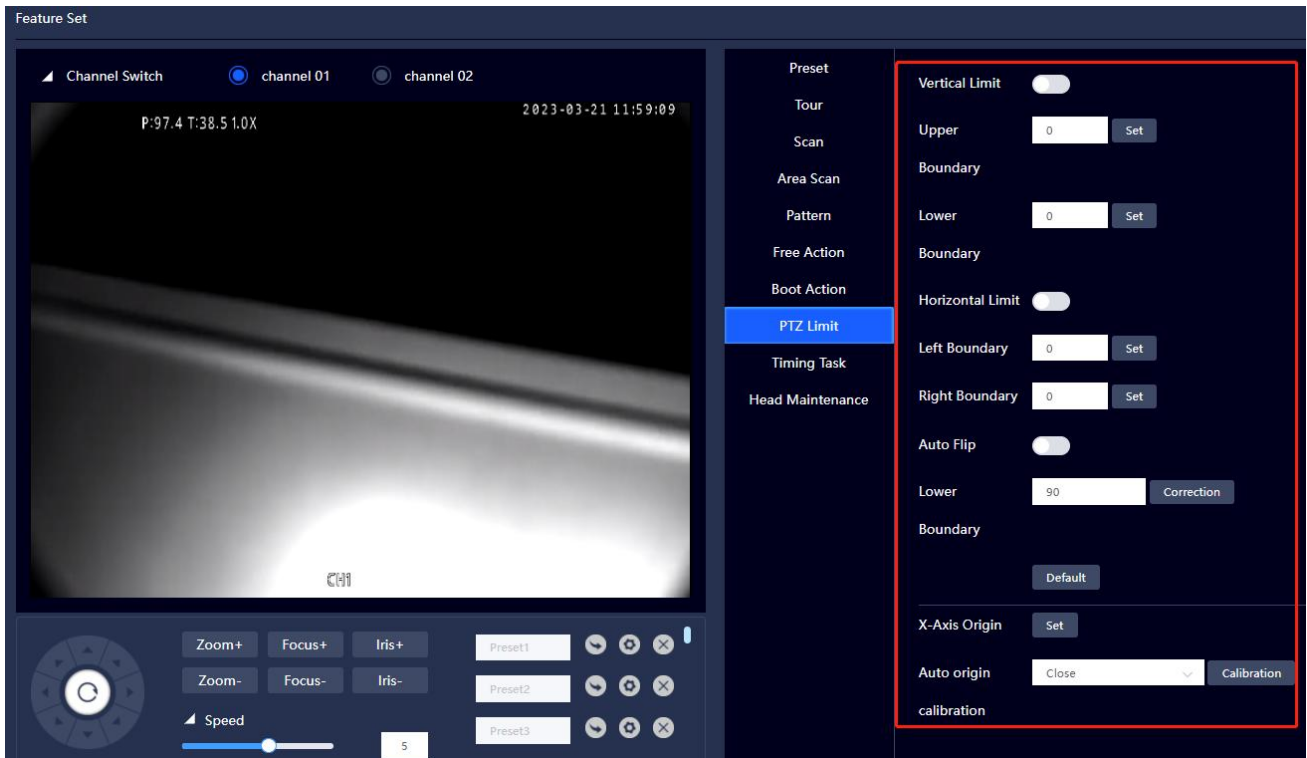 Feature Set
Channel Switch channel 01 channel 02
P:97.4 T:38.5 1.0X
2023-03-21 11:59:09
CH1
Zoom+ Focus+ Iris+
Zoom- Focus- Iris-
Speed
5
Preset1
Preset2
Preset3
Preset
Tour
Scan
Area Scan
Pattern
Free Action
Boot Action
PTZ Limit
Timing Task
Head Maintenance
Vertical Limit
Upper Boundary 0 Set
Lower Boundary 0 Set
Horizontal Limit
Left Boundary 0 Set
Right Boundary 0 Set
Auto Flip
Lower Boundary 90 Correction
Default
X-Axis Origin Set
Auto origin calibration Close Calibration